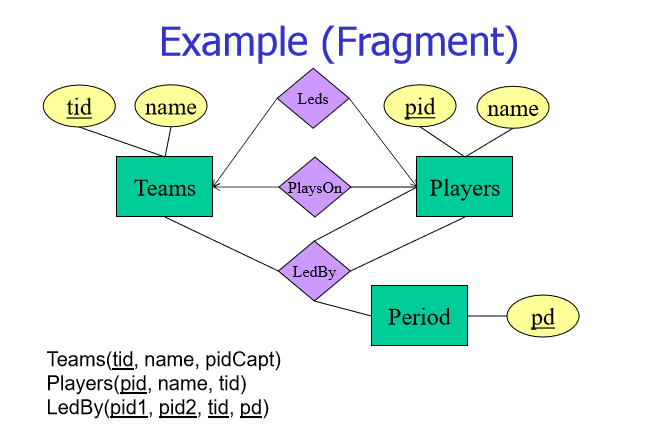 Example (Fragment)
Leds
tid
name
pid
name
Teams
PlaysOn
Players
LedBy
Period
pd
Teams(tid, name, pidCapt)
Players(pid, name, tid)
LedBy(pid1, pid2, tid, pd)